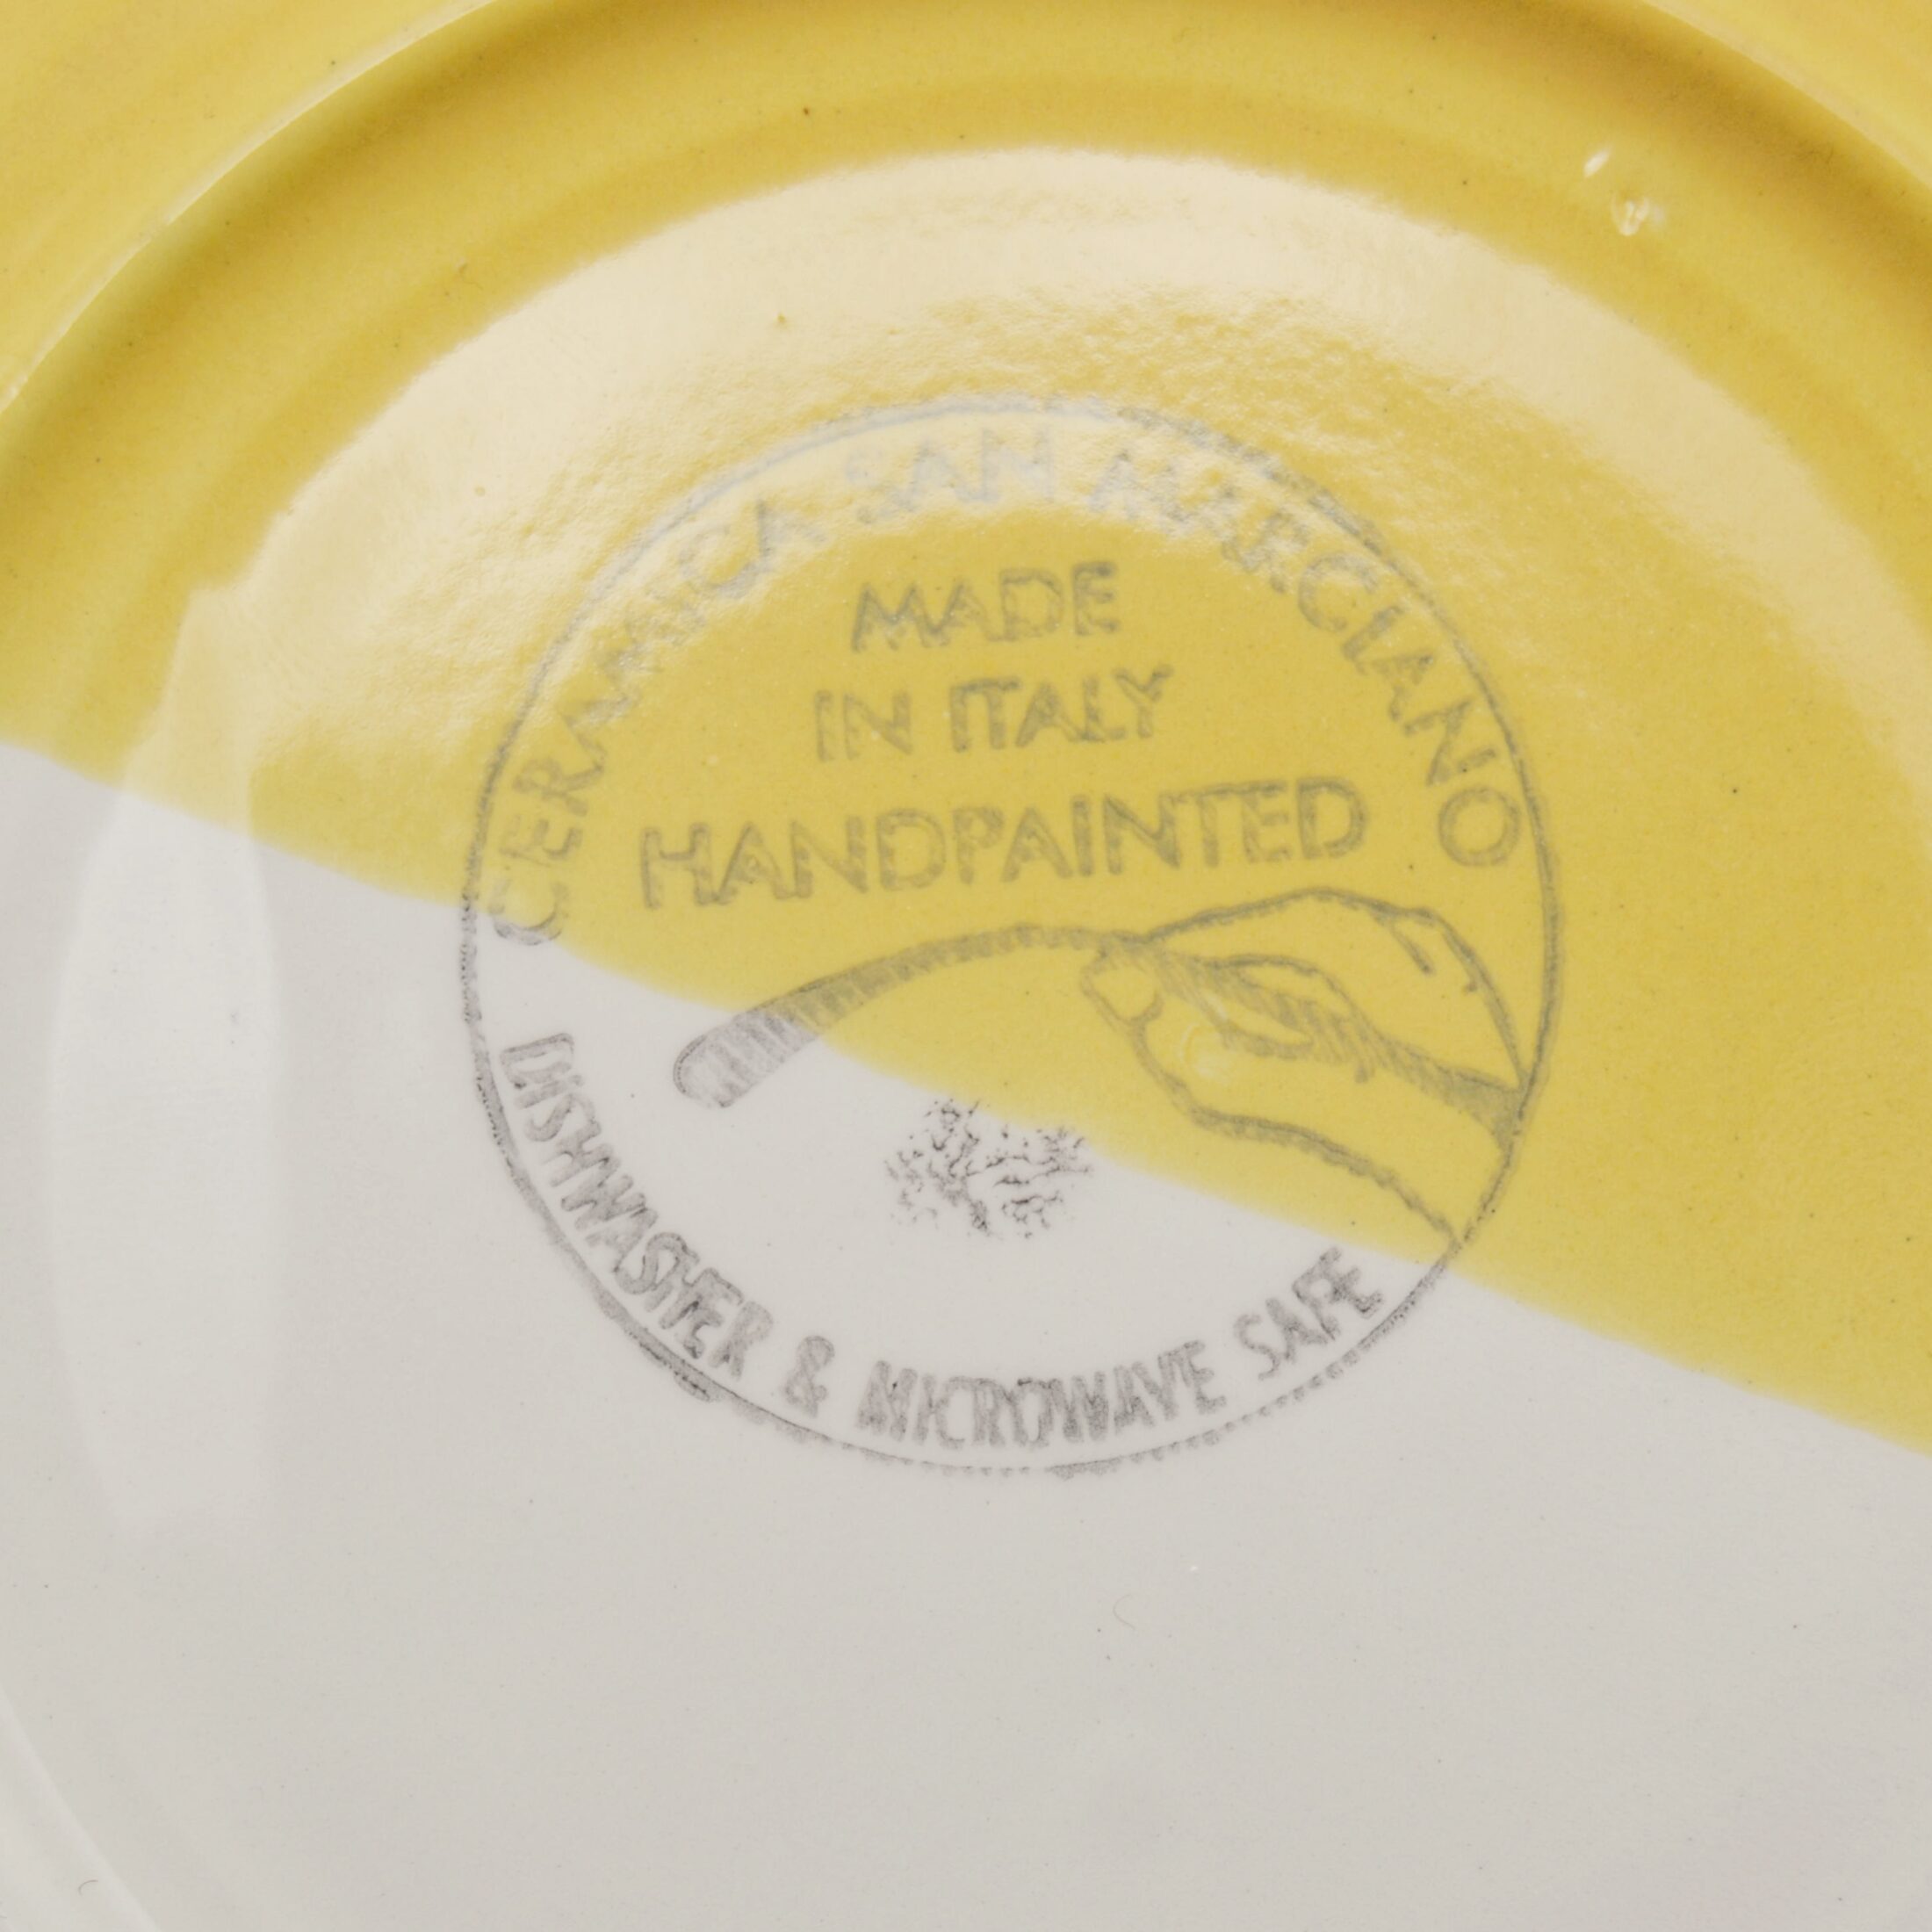 CERAMICA SAN MARCIANO
MADE
IN ITALY
HANDPAINTED
DISHWASHER & MICROWAVE SAFE